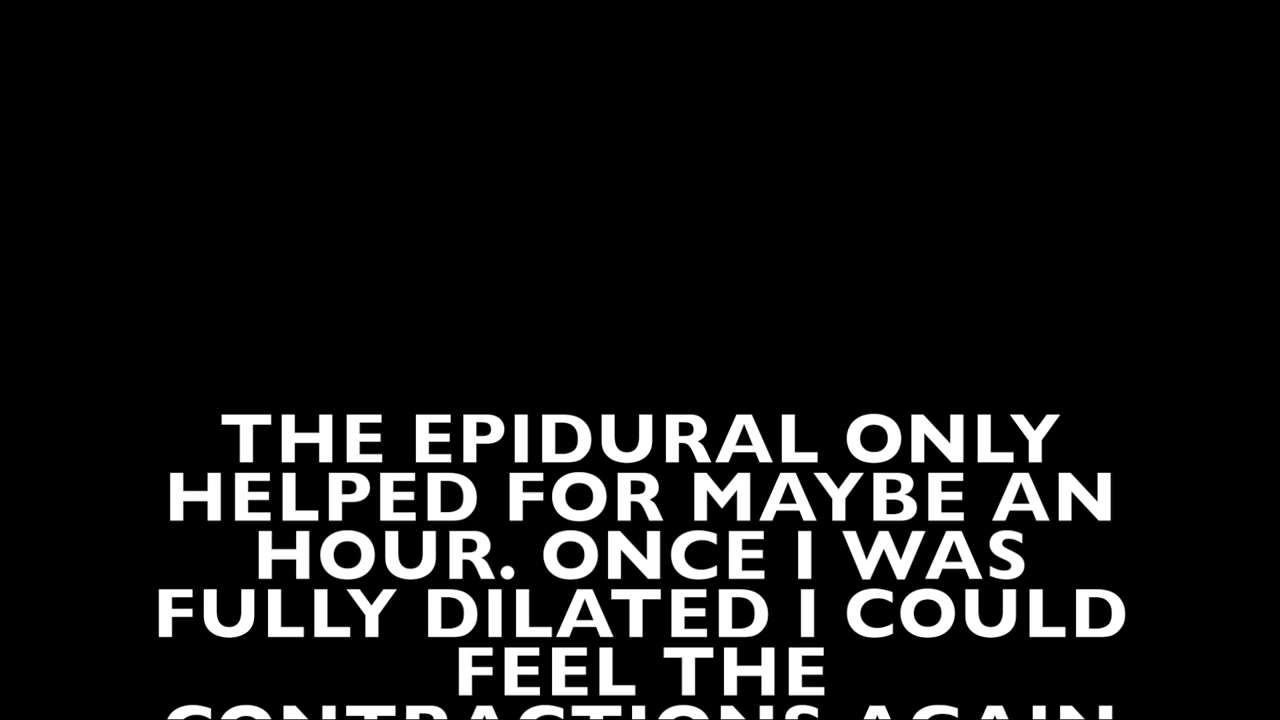 THE EPIDURAL ONLY
HELPED FOR MAYBE AN
HOUR. ONCE I WAS
FULLY DILATED I COULD
FEEL THE
CONTRACTIONS AGAIN